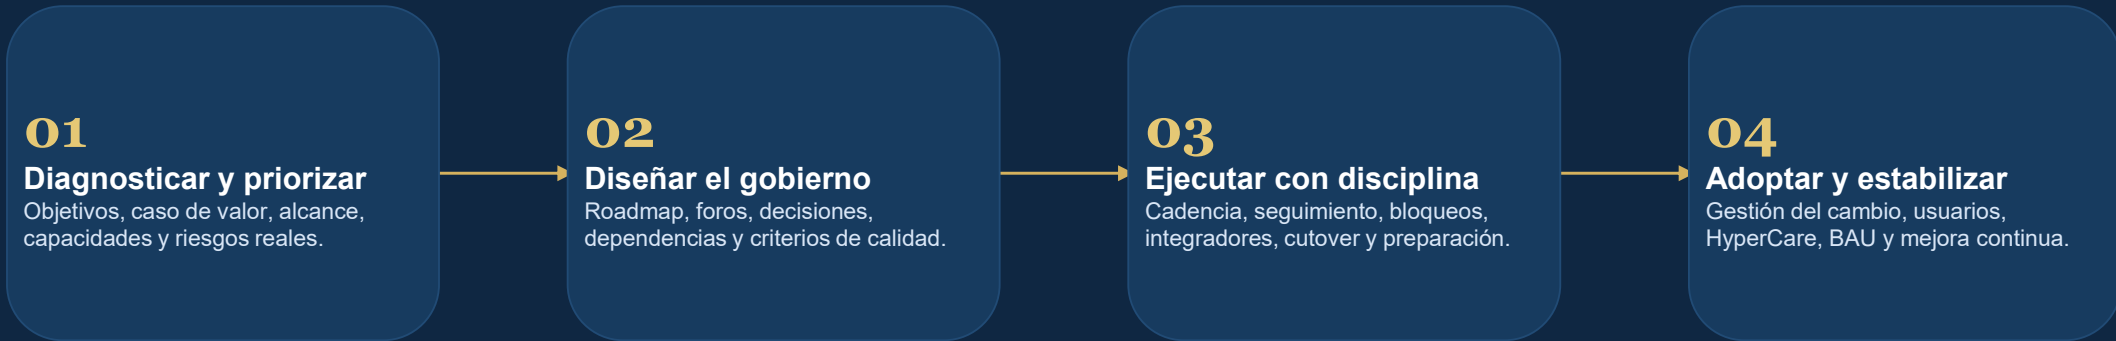 01
Diagnosticar y priorizar
Objetivos, caso de valor, alcance,
capacidades y riesgos reales.
02
Diseñar el gobierno
Roadmap, foros, decisiones,
dependencias y criterios de calidad.
03
Ejecutar con disciplina
Cadencia, seguimiento, bloqueos,
integradores, cutover y preparación.
04
Adoptar y estabilizar
Gestión del cambio, usuarios,
HyperCare, BAU y mejora continua.